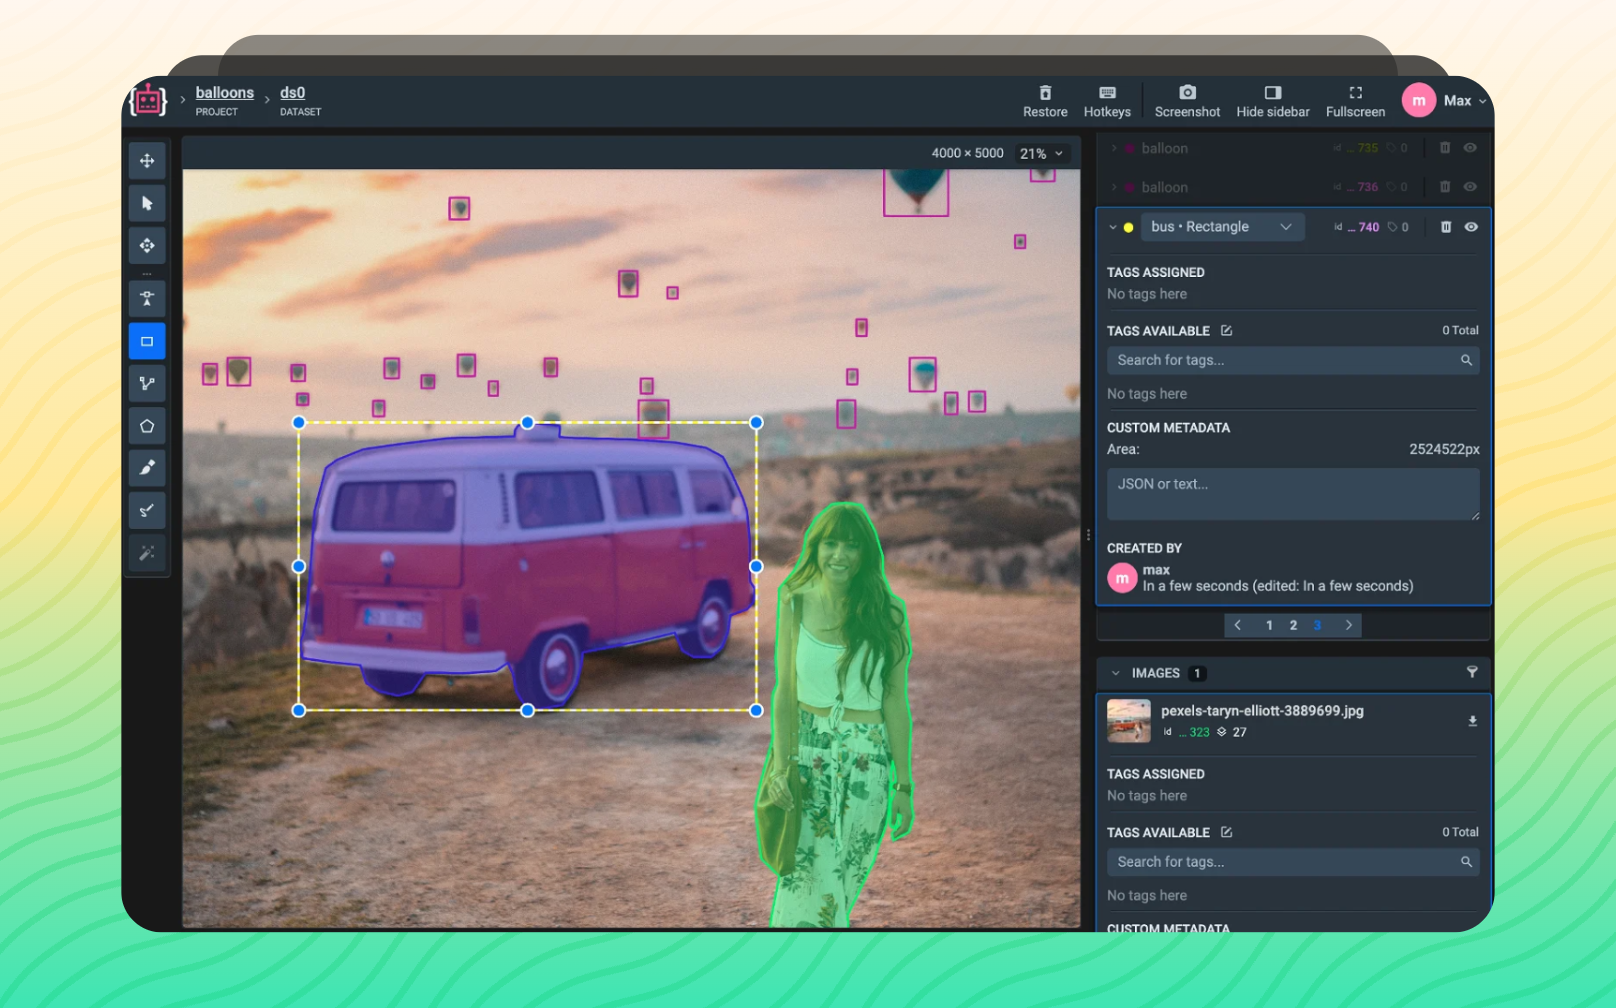 balloons
PROJECT
ds0
DATASET
Restore
Hotkeys
Screenshot
Hide sidebar
Fullscreen
m
Max
4000 × 5000
21%
balloon
id ... 735
0
balloon
id ... 736
0
bus • Rectangle
id ... 740
0
TAGS ASSIGNED
No tags here
TAGS AVAILABLE
0 Total
Search for tags...
No tags here
CUSTOM METADATA
Area:
2524522px
JSON or text...
CREATED BY
m
max
In a few seconds (edited: In a few seconds)
1 2 3
IMAGES 1
pexels-taryn-elliott-3889699.jpg
id ... 323
27
TAGS ASSIGNED
No tags here
TAGS AVAILABLE
0 Total
Search for tags...
No tags here
CUSTOM METADATA